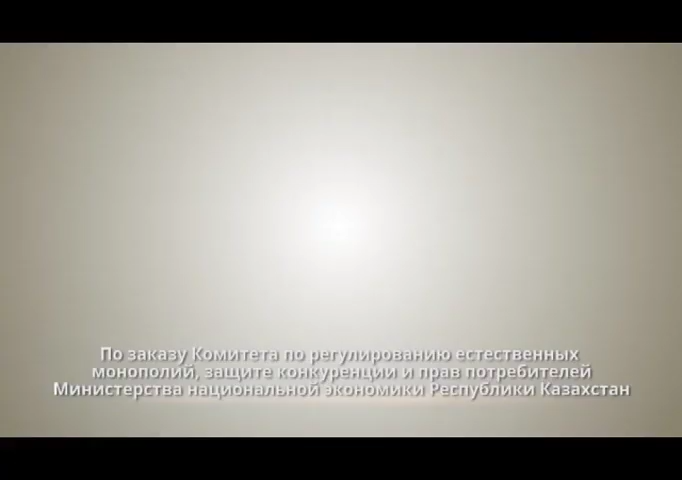 По заказу Комитета по регулированию естественных
монополий, защите конкуренции и прав потребителей
Министерства национальной экономики Республики Казахстан